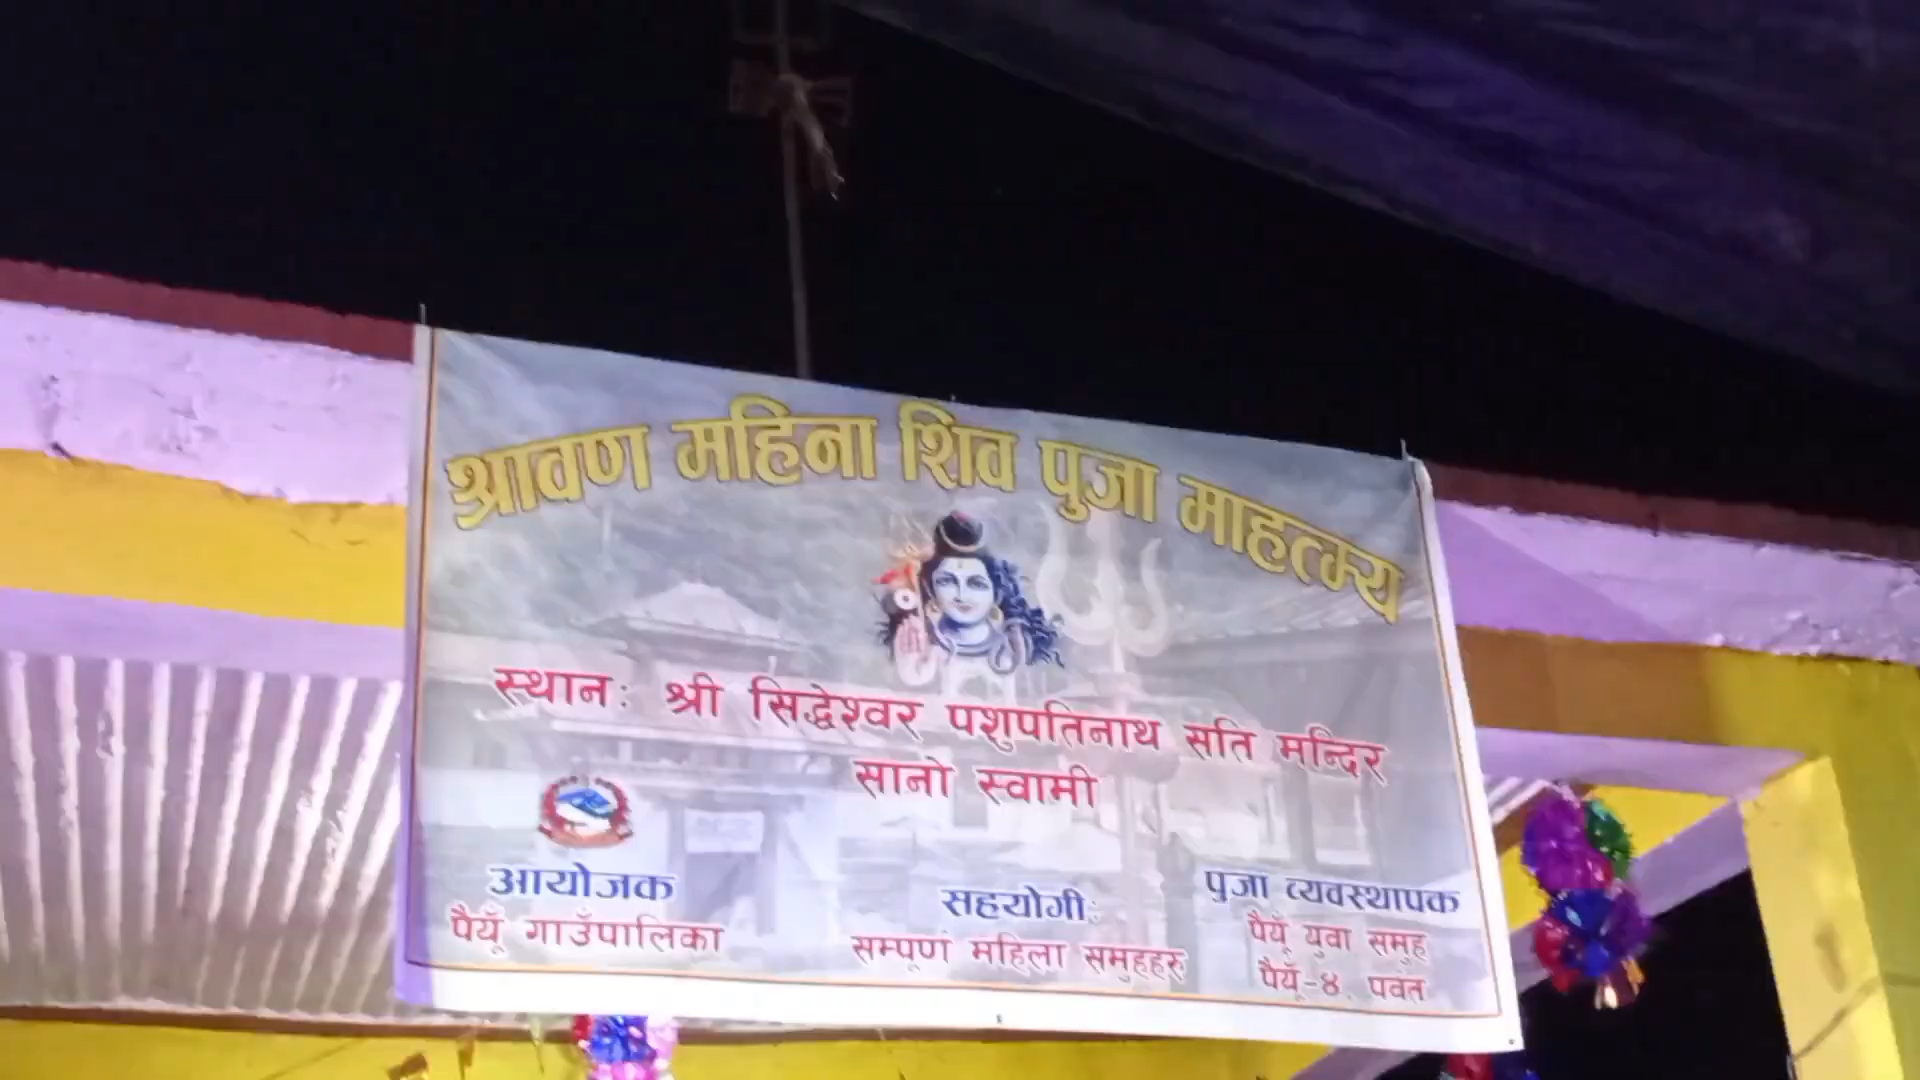 श्रावण महिना शिव पुजा माहत्म्य
स्थानः श्री सिद्धेश्वर पशुपतिनाथ सति मन्दिर
सानो स्वामी
आयोजक
पैयूँ गाउँपालिका
सहयोगीः
सम्पूर्ण महिला समुहहरु
पुजा व्यवस्थापक
पैयूँ युवा समुह
पैयूँ-४, पर्वत